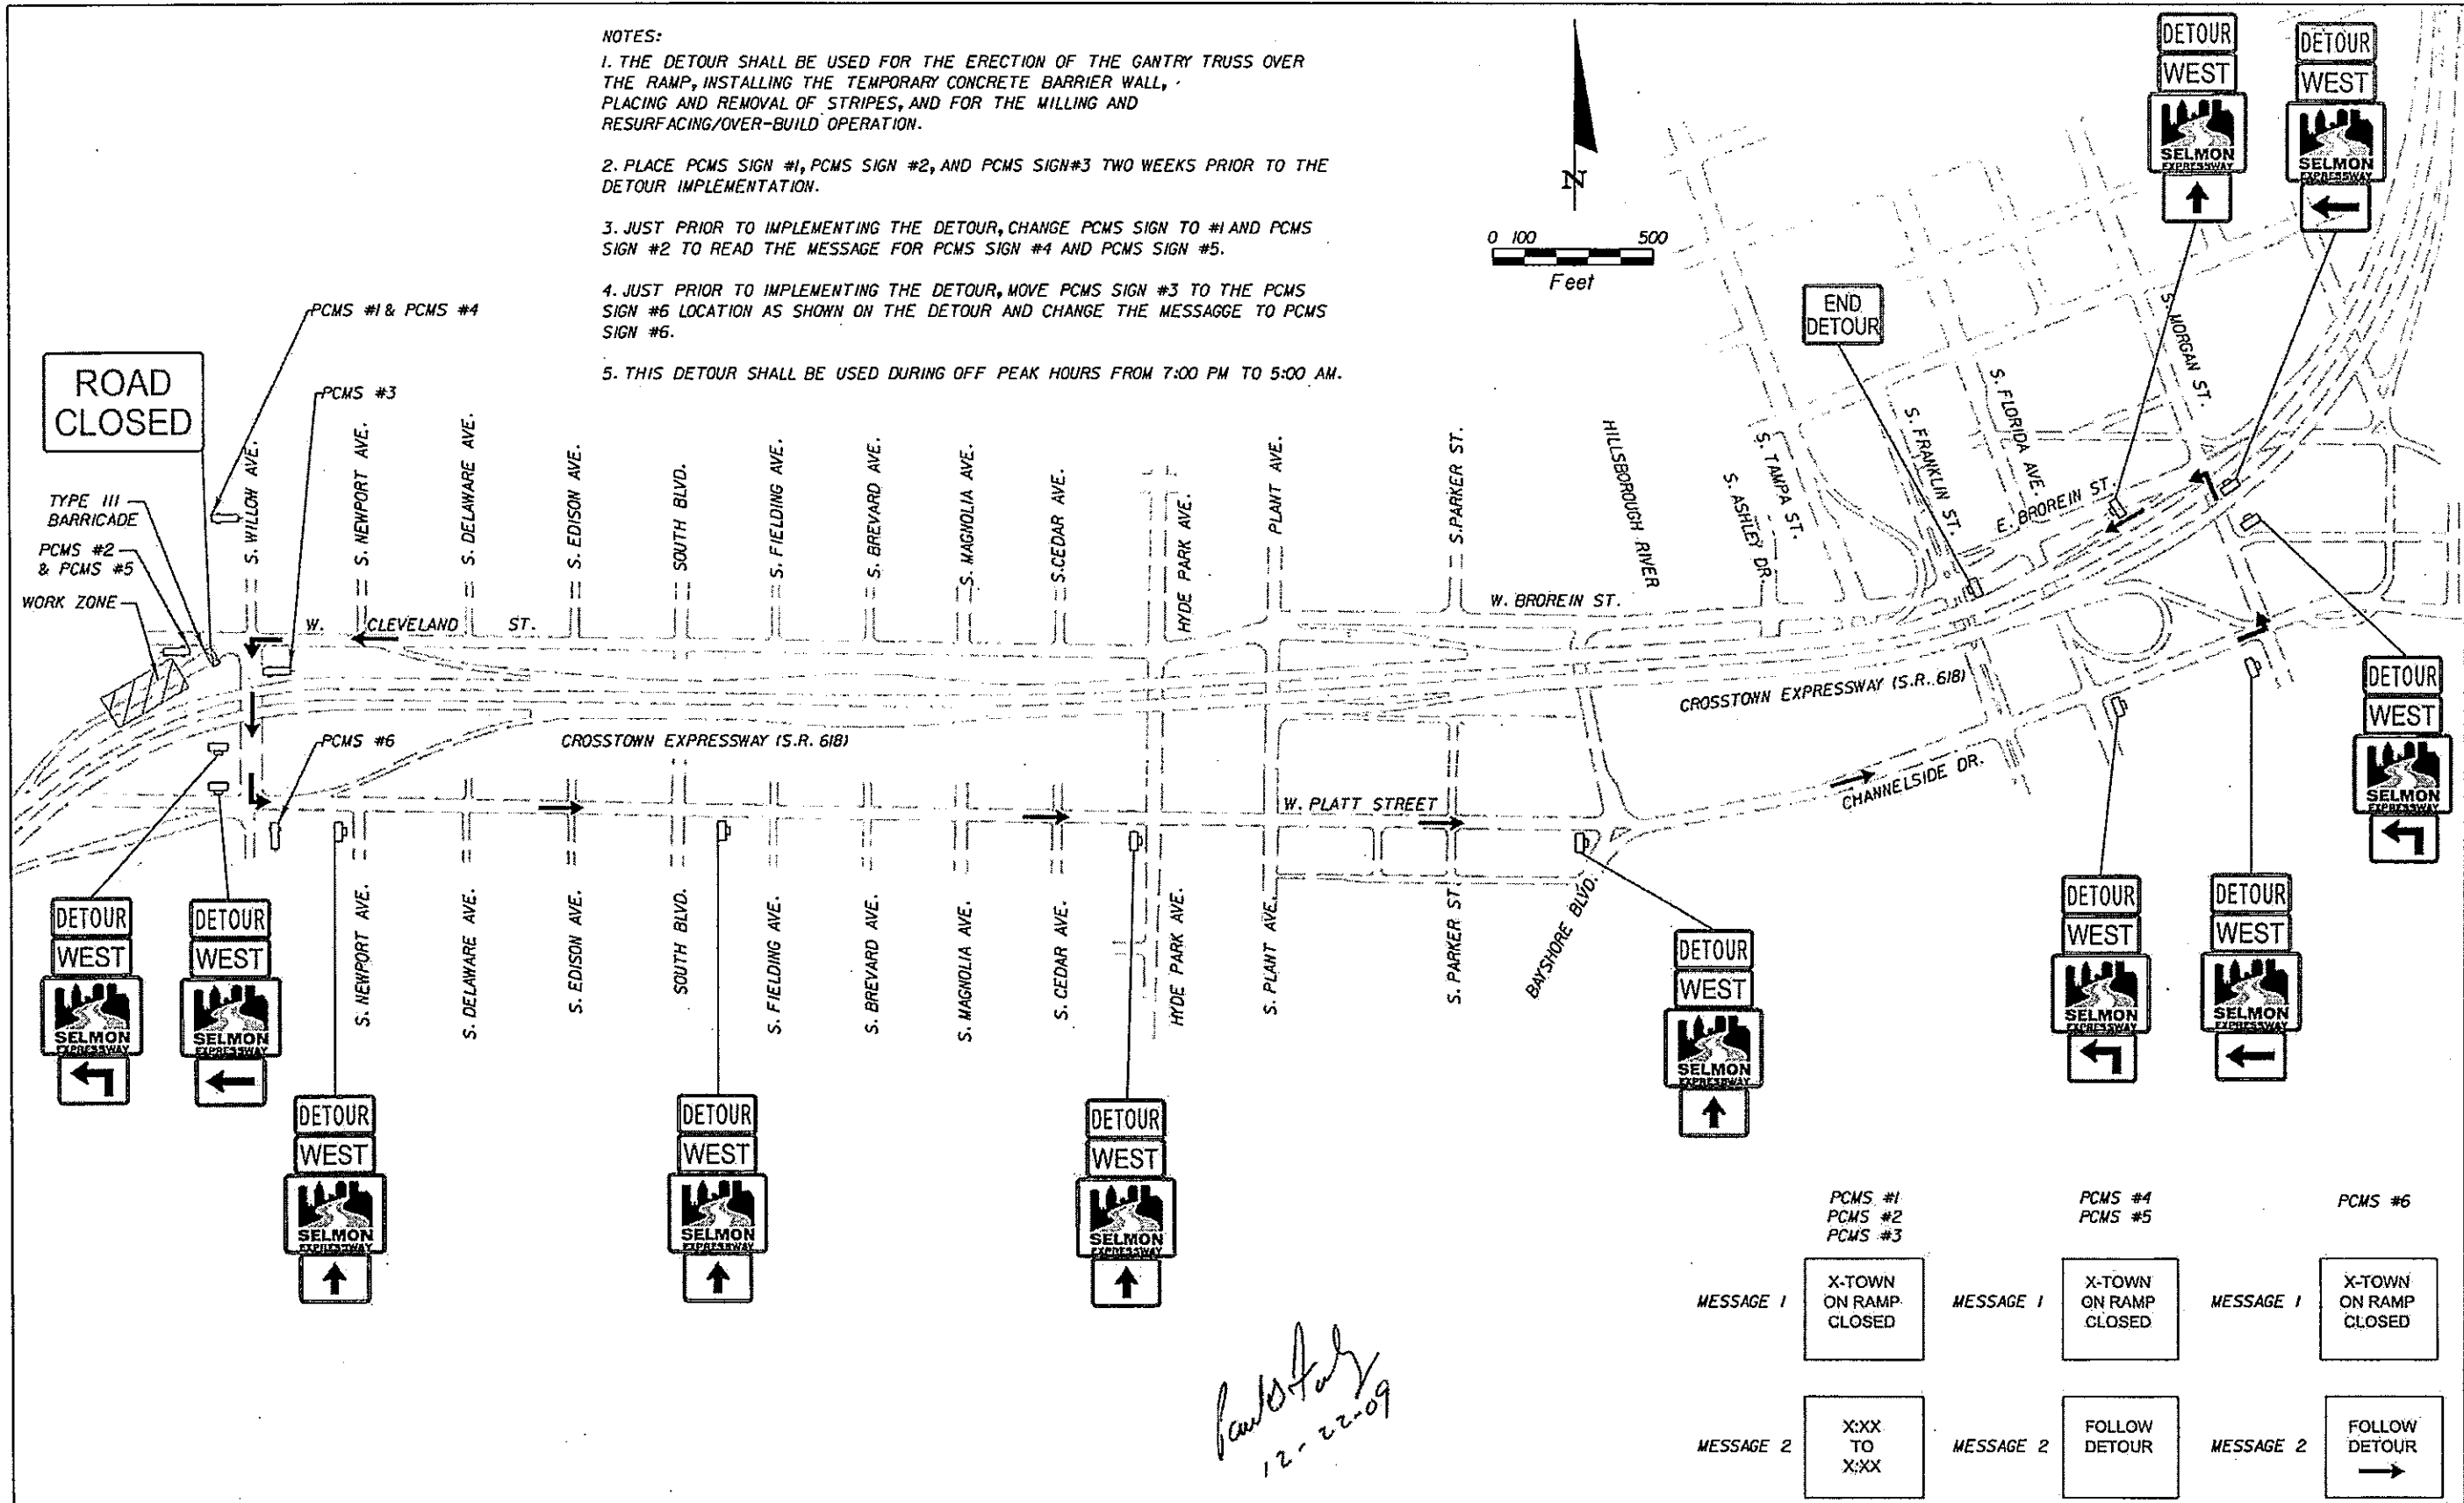 NOTES:
1. THE DETOUR SHALL BE USED FOR THE ERECTION OF THE GANTRY TRUSS OVER
THE RAMP, INSTALLING THE TEMPORARY CONCRETE BARRIER WALL,
PLACING AND REMOVAL OF STRIPES, AND FOR THE MILLING AND
RESURFACING/OVER-BUILD OPERATION.
2. PLACE PCMS SIGN #1, PCMS SIGN #2, AND PCMS SIGN#3 TWO WEEKS PRIOR TO THE
DETOUR IMPLEMENTATION.
3. JUST PRIOR TO IMPLEMENTING THE DETOUR, CHANGE PCMS SIGN TO #1 AND PCMS
SIGN #2 TO READ THE MESSAGE FOR PCMS SIGN #4 AND PCMS SIGN #5.
4. JUST PRIOR TO IMPLEMENTING THE DETOUR, MOVE PCMS SIGN #3 TO THE PCMS
SIGN #6 LOCATION AS SHOWN ON THE DETOUR AND CHANGE THE MESSAGGE TO PCMS
SIGN #6.
5. THIS DETOUR SHALL BE USED DURING OFF PEAK HOURS FROM 7:00 PM TO 5:00 AM.
N
0 100 500
Feet
DETOUR
WEST
SELMON
EXPRESSWAY
DETOUR
WEST
SELMON
EXPRESSWAY
END
DETOUR
PCMS #1 & PCMS #4
PCMS #3
ROAD
CLOSED
TYPE III
BARRICADE
PCMS #2
& PCMS #5
WORK ZONE
S. WILLOW AVE.
S. NEWPORT AVE.
S. DELAWARE AVE.
S. EDISON AVE.
SOUTH BLVD.
S. FIELDING AVE.
S. BREVARD AVE.
S. MAGNOLIA AVE.
S.CEDAR AVE.
HYDE PARK AVE.
PLANT AVE.
S.PARKER ST.
HILLSBOROUGH RIVER
S. ASHLEY DR.
S. TAMPA ST.
S. FRANKLIN ST.
S. FLORIDA AVE.
S. MORGAN ST.
E. BROREIN ST.
W. BROREIN ST.
W. CLEVELAND ST.
CROSSTOWN EXPRESSWAY (S.R. 618)
CROSSTOWN EXPRESSWAY (S.R. 618)
PCMS #6
W. PLATT STREET
CHANNELSIDE DR.
S. NEWPORT AVE.
S. DELAWARE AVE.
S. EDISON AVE.
SOUTH BLVD.
S. FIELDING AVE.
S. BREVARD AVE.
S. MAGNOLIA AVE.
S. CEDAR AVE.
HYDE PARK AVE.
S. PLANT AVE.
S. PARKER ST.
BAYSHORE BLVD.
DETOUR
WEST
SELMON
EXPRESSWAY
DETOUR
WEST
SELMON
EXPRESSWAY
DETOUR
WEST
SELMON
EXPRESSWAY
DETOUR
WEST
SELMON
EXPRESSWAY
DETOUR
WEST
SELMON
EXPRESSWAY
DETOUR
WEST
SELMON
EXPRESSWAY
DETOUR
WEST
SELMON
EXPRESSWAY
DETOUR
WEST
SELMON
EXPRESSWAY
DETOUR
WEST
SELMON
EXPRESSWAY
12-22-09
PCMS #1
PCMS #2
PCMS #3
MESSAGE 1
X-TOWN
ON RAMP
CLOSED
MESSAGE 2
X:XX
TO
X:XX
PCMS #4
PCMS #5
MESSAGE 1
X-TOWN
ON RAMP
CLOSED
MESSAGE 2
FOLLOW
DETOUR
PCMS #6
MESSAGE 1
X-TOWN
ON RAMP
CLOSED
MESSAGE 2
FOLLOW
DETOUR